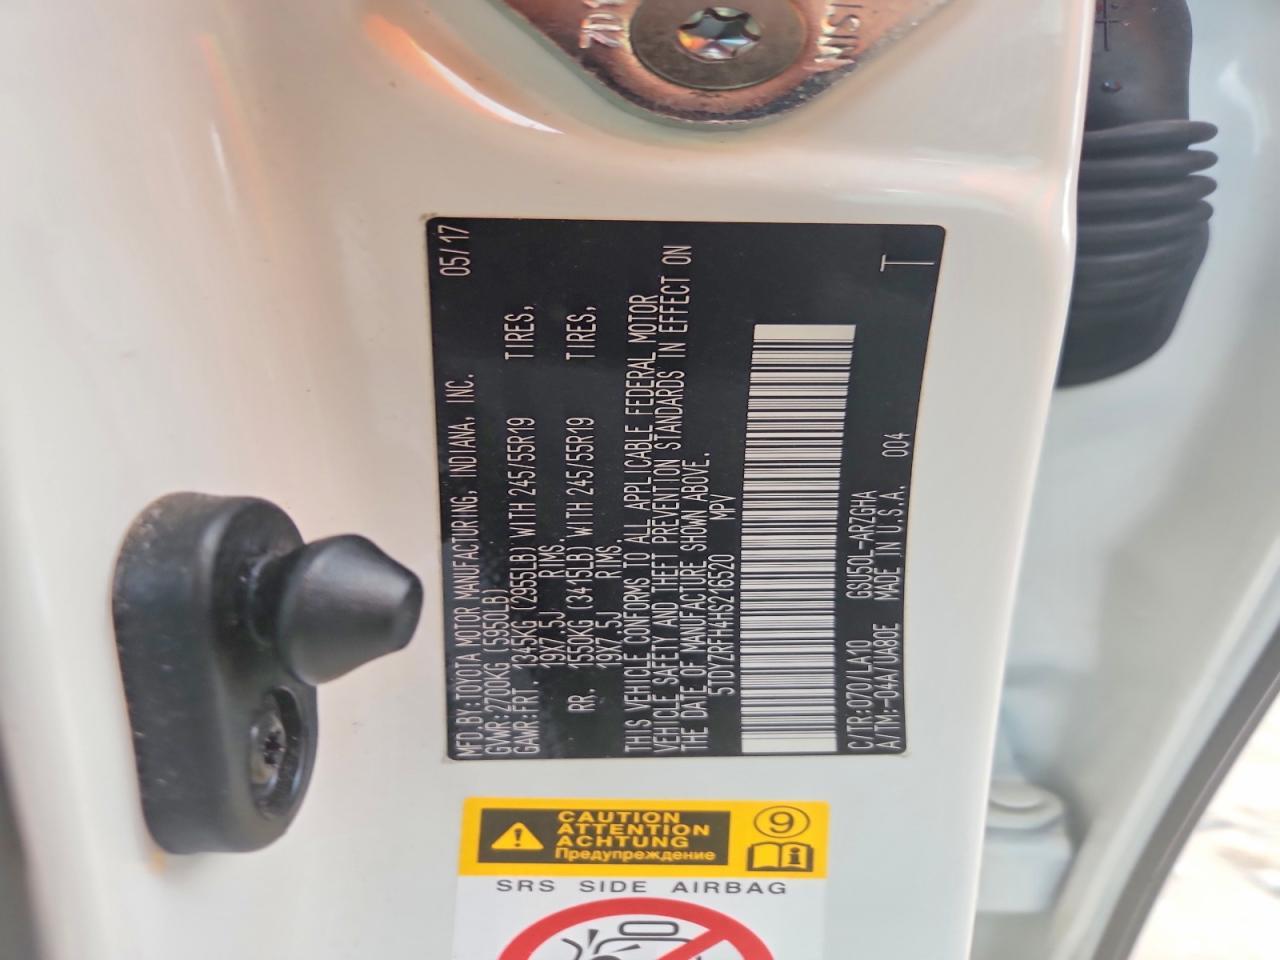 MFD.BY:TOYOTA MOTOR MANUFACTURING, INDIANA, INC. 05/17
GVWR:2700KG (5950LB)
GAWR:FRT. 1345KG (2955LB) WITH 245/55R19 TIRES,
19X7.5J RIMS.
RR. 1550KG (3415LB) WITH 245/55R19 TIRES,
19X7.5J RIMS.
THIS VEHICLE CONFORMS TO ALL APPLICABLE FEDERAL MOTOR
VEHICLE SAFETY AND THEFT PREVENTION STANDARDS IN EFFECT ON
THE DATE OF MANUFACTURE SHOWN ABOVE.
5TDYZRFH4HS216520 MPV
C/TR:070/LA10 GSU50L-ARZGHA
A/TM:-04A/UA80E MADE IN U.S.A. 004 T
CAUTION
ATTENTION
ACHTUNG
Предупреждение
9
i
SRS SIDE AIRBAG